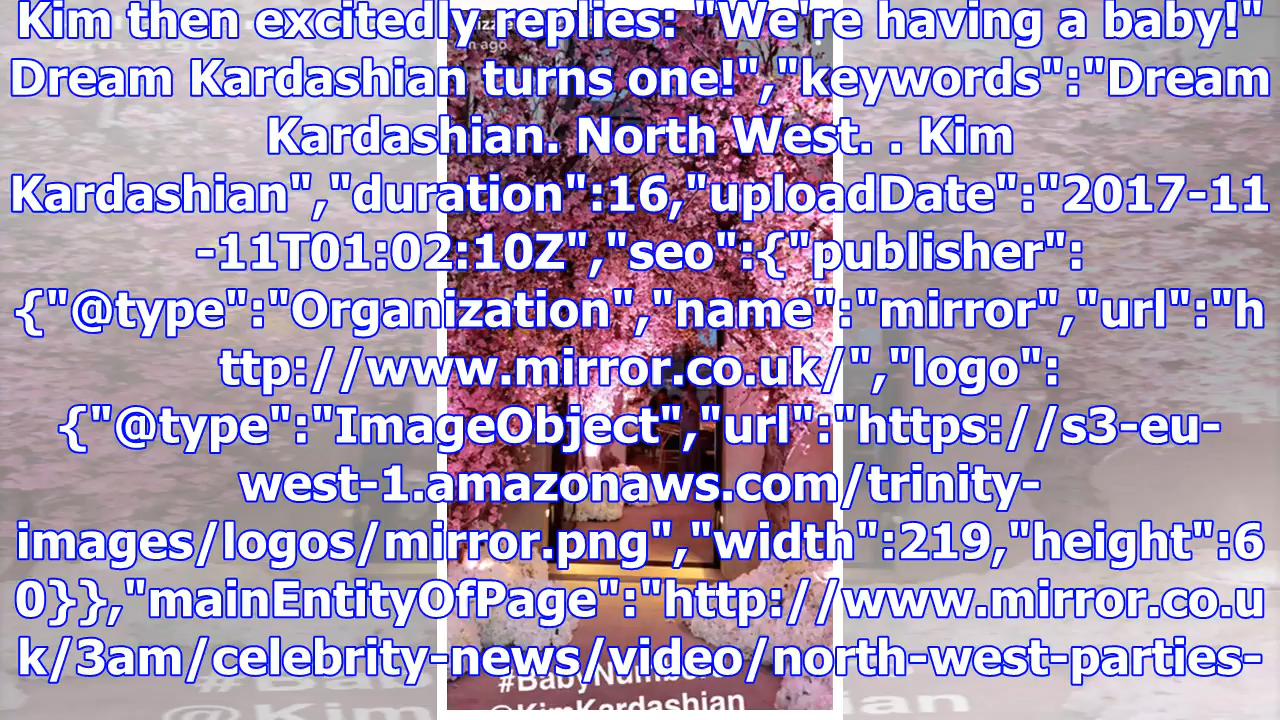 Kim then excitedly replies: "We're having a baby!"
Dream Kardashian turns one!","keywords":"Dream
Kardashian. North West. . Kim
Kardashian","duration":16,"uploadDate":"2017-11
-11T01:02:10Z","seo":{"publisher":
{"@type":"Organization","name":"mirror","url":"h
ttp://www.mirror.co.uk/","logo":
{"@type":"ImageObject","url":"https://s3-eu-
west-1.amazonaws.com/trinity-
images/logos/mirror.png","width":219,"height":6
0}},"mainEntityOfPage":"http://www.mirror.co.u
k/3am/celebrity-news/video/north-west-parties-
@KimKardashian